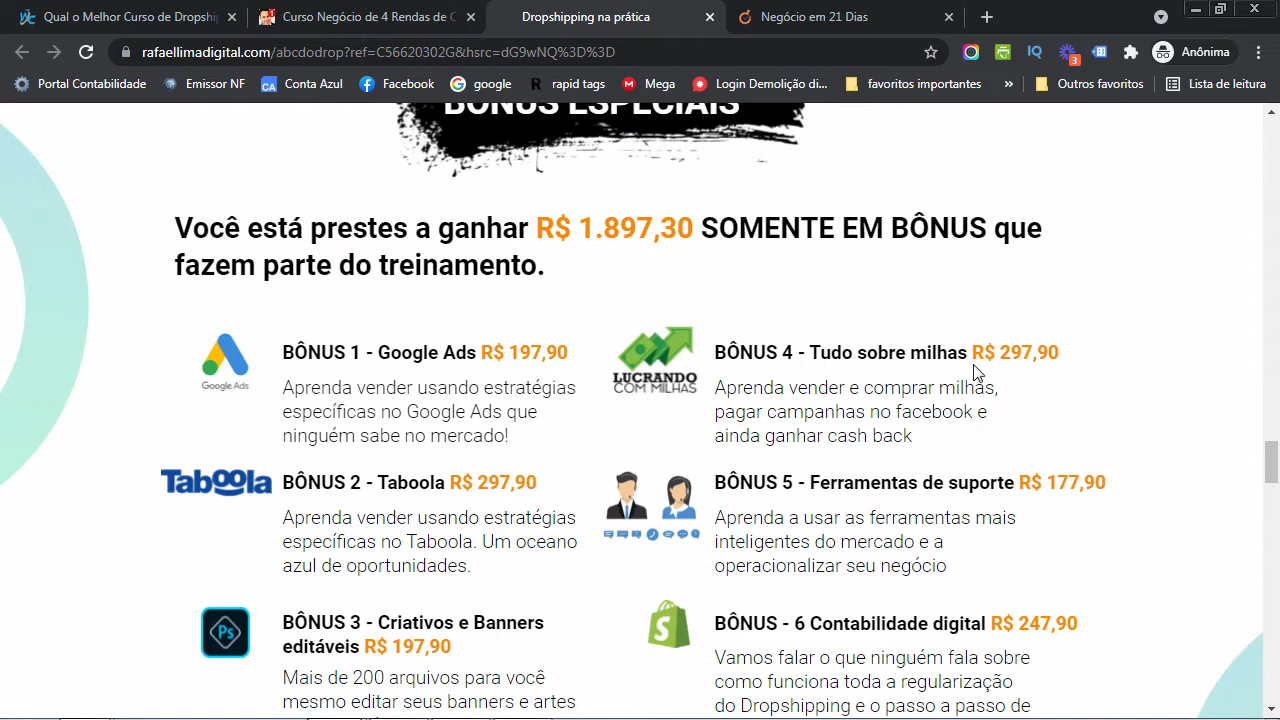 Qual o Melhor Curso de Dropshi
Curso Negócio de 4 Rendas de C
Dropshipping na prática
Negócio em 21 Dias
rafaellimadigital.com/abcdodrop?ref=C56620302G&hsrc=dG9wNQ%3D%3D
IQ
3
Anônima
Portal Contabilidade
Emissor NF
CA
Conta Azul
Facebook
google
R
rapid tags
Mega
Login Demolição di...
favoritos importantes
»
Outros favoritos
Lista de leitura
BÔNUS ESPECIAIS
Você está prestes a ganhar R$ 1.897,30 SOMENTE EM BÔNUS que
fazem parte do treinamento.
Google Ads
BÔNUS 1 - Google Ads R$ 197,90
Aprenda vender usando estratégias
específicas no Google Ads que
ninguém sabe no mercado!
LUCRANDO
COM MILHAS
BÔNUS 4 - Tudo sobre milhas R$ 297,90
Aprenda vender e comprar milhas,
pagar campanhas no facebook e
ainda ganhar cash back
Taboola
BÔNUS 2 - Taboola R$ 297,90
Aprenda vender usando estratégias
específicas no Taboola. Um oceano
azul de oportunidades.
BÔNUS 5 - Ferramentas de suporte R$ 177,90
Aprenda a usar as ferramentas mais
inteligentes do mercado e a
operacionalizar seu negócio
Ps
BÔNUS 3 - Criativos e Banners
editáveis R$ 197,90
Mais de 200 arquivos para você
mesmo editar seus banners e artes
BÔNUS - 6 Contabilidade digital R$ 247,90
Vamos falar o que ninguém fala sobre
como funciona toda a regularização
do Dropshipping e o passo a passo de